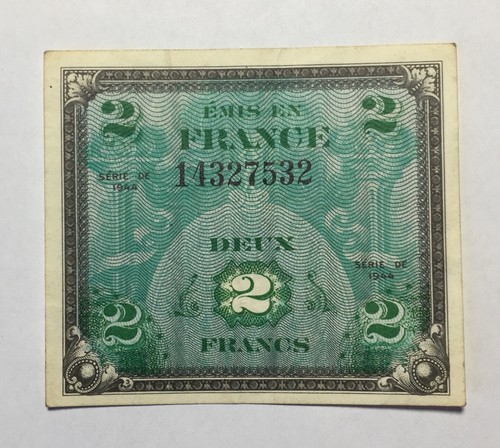 2 2
ÉMIS EN
FRANCE
14327532
SÉRIE DE
1944
DEUX
SÉRIE DE
1944
2
2 2
FRANCS